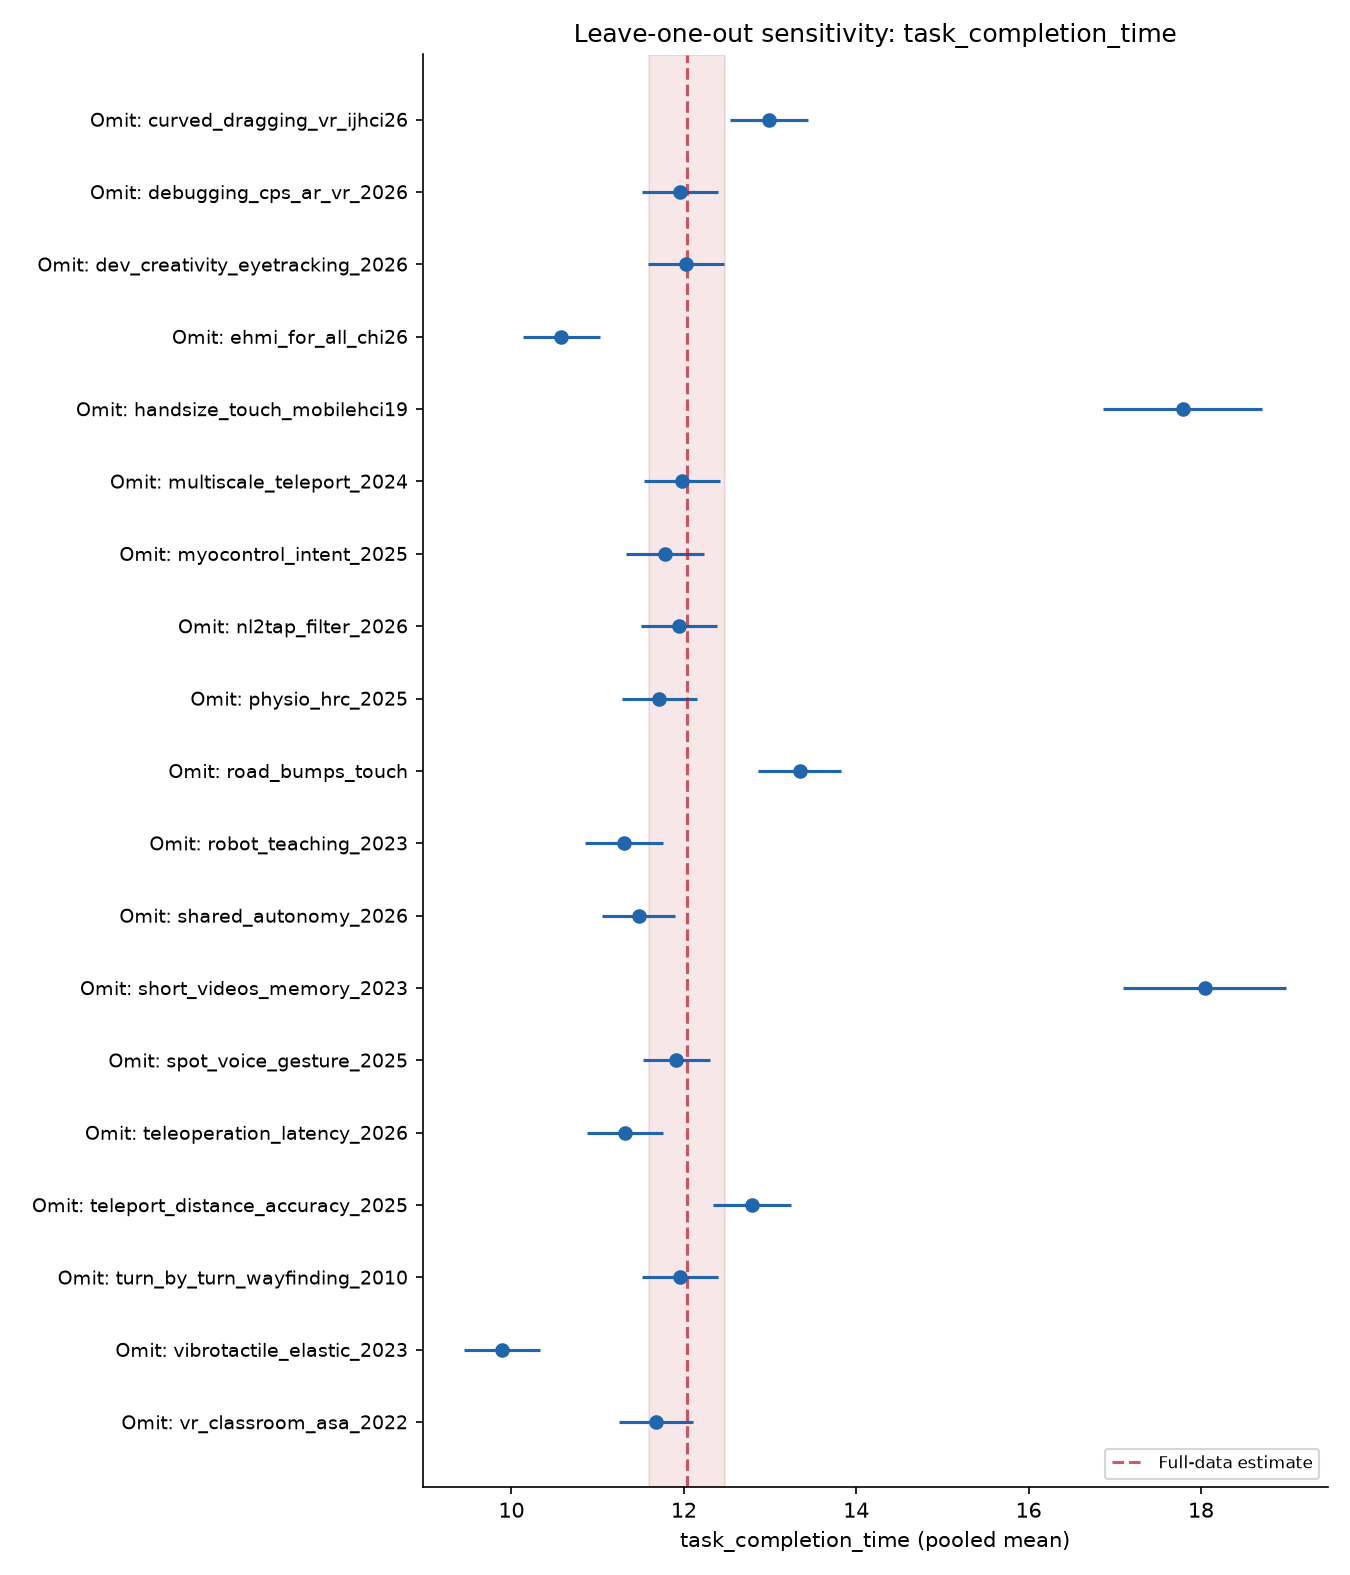 Leave-one-out sensitivity: task_completion_time
Omit: curved_dragging_vr_ijhci26
Omit: debugging_cps_ar_vr_2026
Omit: dev_creativity_eyetracking_2026
Omit: ehmi_for_all_chi26
Omit: handsize_touch_mobilehci19
Omit: multiscale_teleport_2024
Omit: myocontrol_intent_2025
Omit: nl2tap_filter_2026
Omit: physio_hrc_2025
Omit: road_bumps_touch
Omit: robot_teaching_2023
Omit: shared_autonomy_2026
Omit: short_videos_memory_2023
Omit: spot_voice_gesture_2025
Omit: teleoperation_latency_2026
Omit: teleport_distance_accuracy_2025
Omit: turn_by_turn_wayfinding_2010
Omit: vibrotactile_elastic_2023
Omit: vr_classroom_asa_2022
Full-data estimate
10 12 14 16 18
task_completion_time (pooled mean)